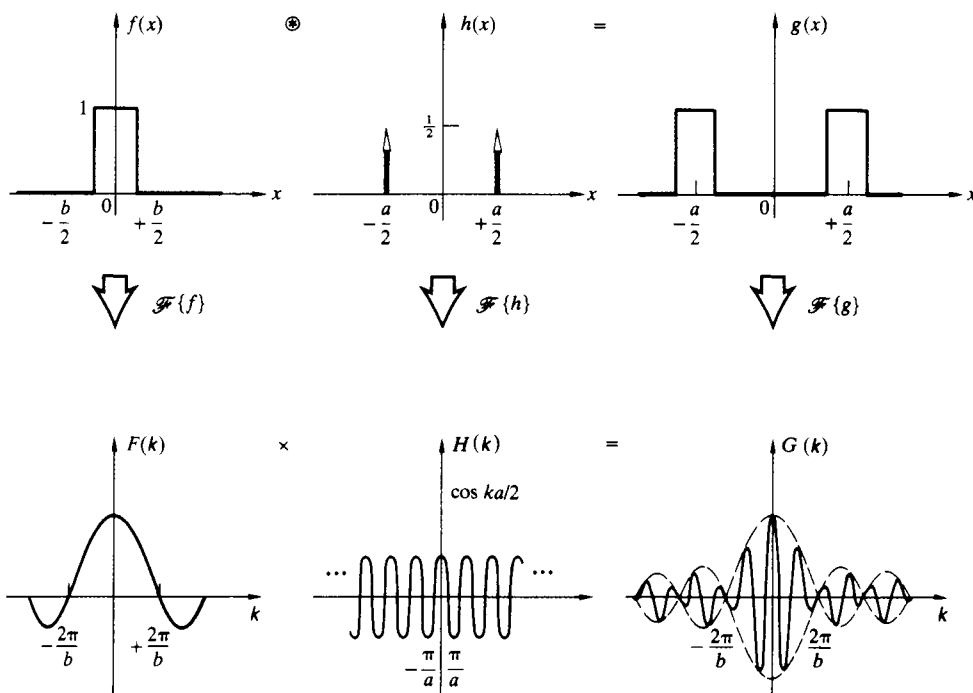 f(x) ⊛ h(x) = g(x)
1
1/2
0 x
0 x
0 x
-b/2 +b/2
-a/2 +a/2
-a/2 +a/2
ℱ{f} ℱ{h} ℱ{g}
F(k) × H(k) = G(k)
cos ka/2
... ...
k k
-2π/b +2π/b
-π/a π/a
-2π/b 2π/b